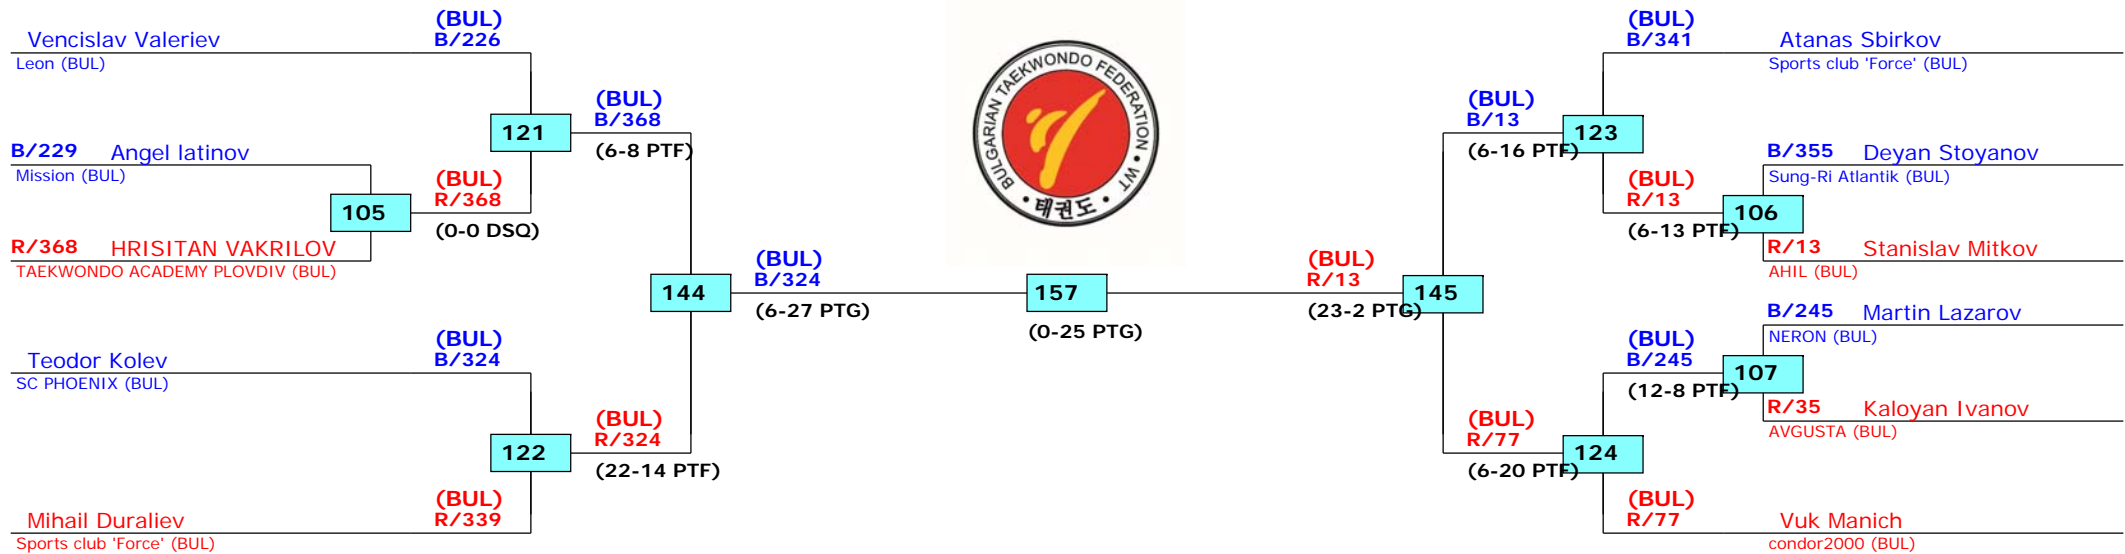 (BUL)
Vencislav Valeriev B/226
Leon (BUL)
(BUL)
B/368
121
(6-8 PTF)
B/229 Angel latinov
Mission (BUL)
(BUL)
R/368
105
(0-0 DSQ)
R/368 HRISITAN VAKRILOV
TAEKWONDO ACADEMY PLOVDIV (BUL)
(BUL)
B/324
144
(6-27 PTG)
(BUL)
Teodor Kolev B/324
SC PHOENIX (BUL)
(BUL)
R/324
122
(22-14 PTF)
(BUL)
Mihail Duraliev R/339
Sports club 'Force' (BUL)
BULGARIAN TAEKWONDO FEDERATION • WT
• 태권도 •
157
(0-25 PTG)
(BUL)
R/13
145
(23-2 PTG)
(BUL)
B/341 Atanas Sbirkov
Sports club 'Force' (BUL)
(BUL)
B/13
123
(6-16 PTF)
B/355 Deyan Stoyanov
Sung-Ri Atlantik (BUL)
(BUL)
R/13
106
(6-13 PTF)
R/13 Stanislav Mitkov
AHIL (BUL)
B/245 Martin Lazarov
NERON (BUL)
(BUL)
B/245
107
(12-8 PTF)
R/35 Kaloyan Ivanov
AVGUSTA (BUL)
(BUL)
R/77
124
(6-20 PTF)
(BUL)
R/77 Vuk Manich
condor2000 (BUL)